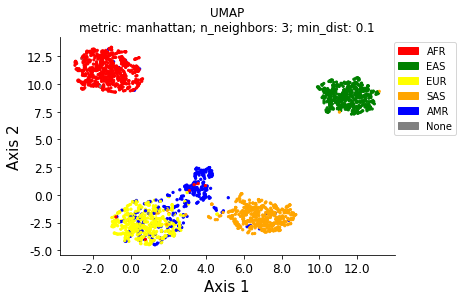 UMAP
metric: manhattan; n_neighbors: 3; min_dist: 0.1
AFR
EAS
EUR
SAS
AMR
None
12.5
10.0
7.5
5.0
2.5
0.0
-2.5
-5.0
Axis 2
-2.0 0.0 2.0 4.0 6.0 8.0 10.0 12.0
Axis 1